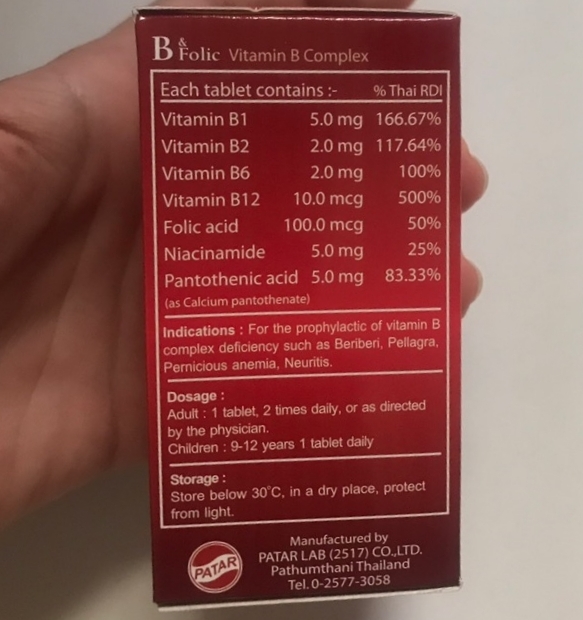 B & Folic Vitamin B Complex
Each tablet contains :- % Thai RDI
Vitamin B1 5.0 mg 166.67%
Vitamin B2 2.0 mg 117.64%
Vitamin B6 2.0 mg 100%
Vitamin B12 10.0 mcg 500%
Folic acid 100.0 mcg 50%
Niacinamide 5.0 mg 25%
Pantothenic acid 5.0 mg 83.33%
(as Calcium pantothenate)
Indications : For the prophylactic of vitamin B
complex deficiency such as Beriberi, Pellagra,
Pernicious anemia, Neuritis.
Dosage :
Adult : 1 tablet, 2 times daily, or as directed
by the physician.
Children : 9-12 years 1 tablet daily
Storage :
Store below 30°C, in a dry place, protect
from light.
PATAR
Manufactured by
PATAR LAB (2517) CO.,LTD.
Pathumthani Thailand
Tel. 0-2577-3058